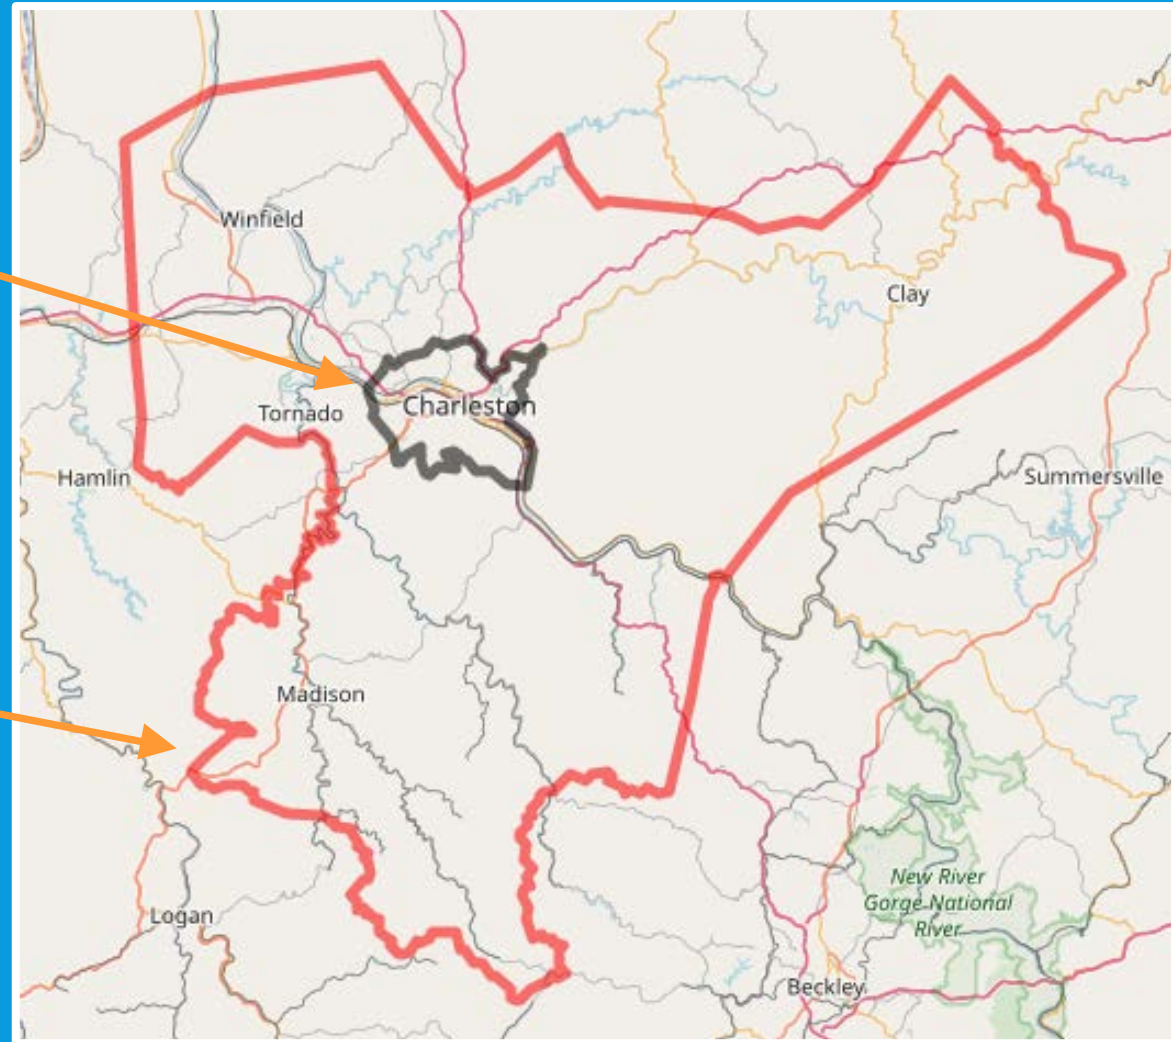 Winfield
Clay
Charleston
Tornado
Hamlin
Summersville
Madison
New River
Gorge National
River
Logan
Beckley